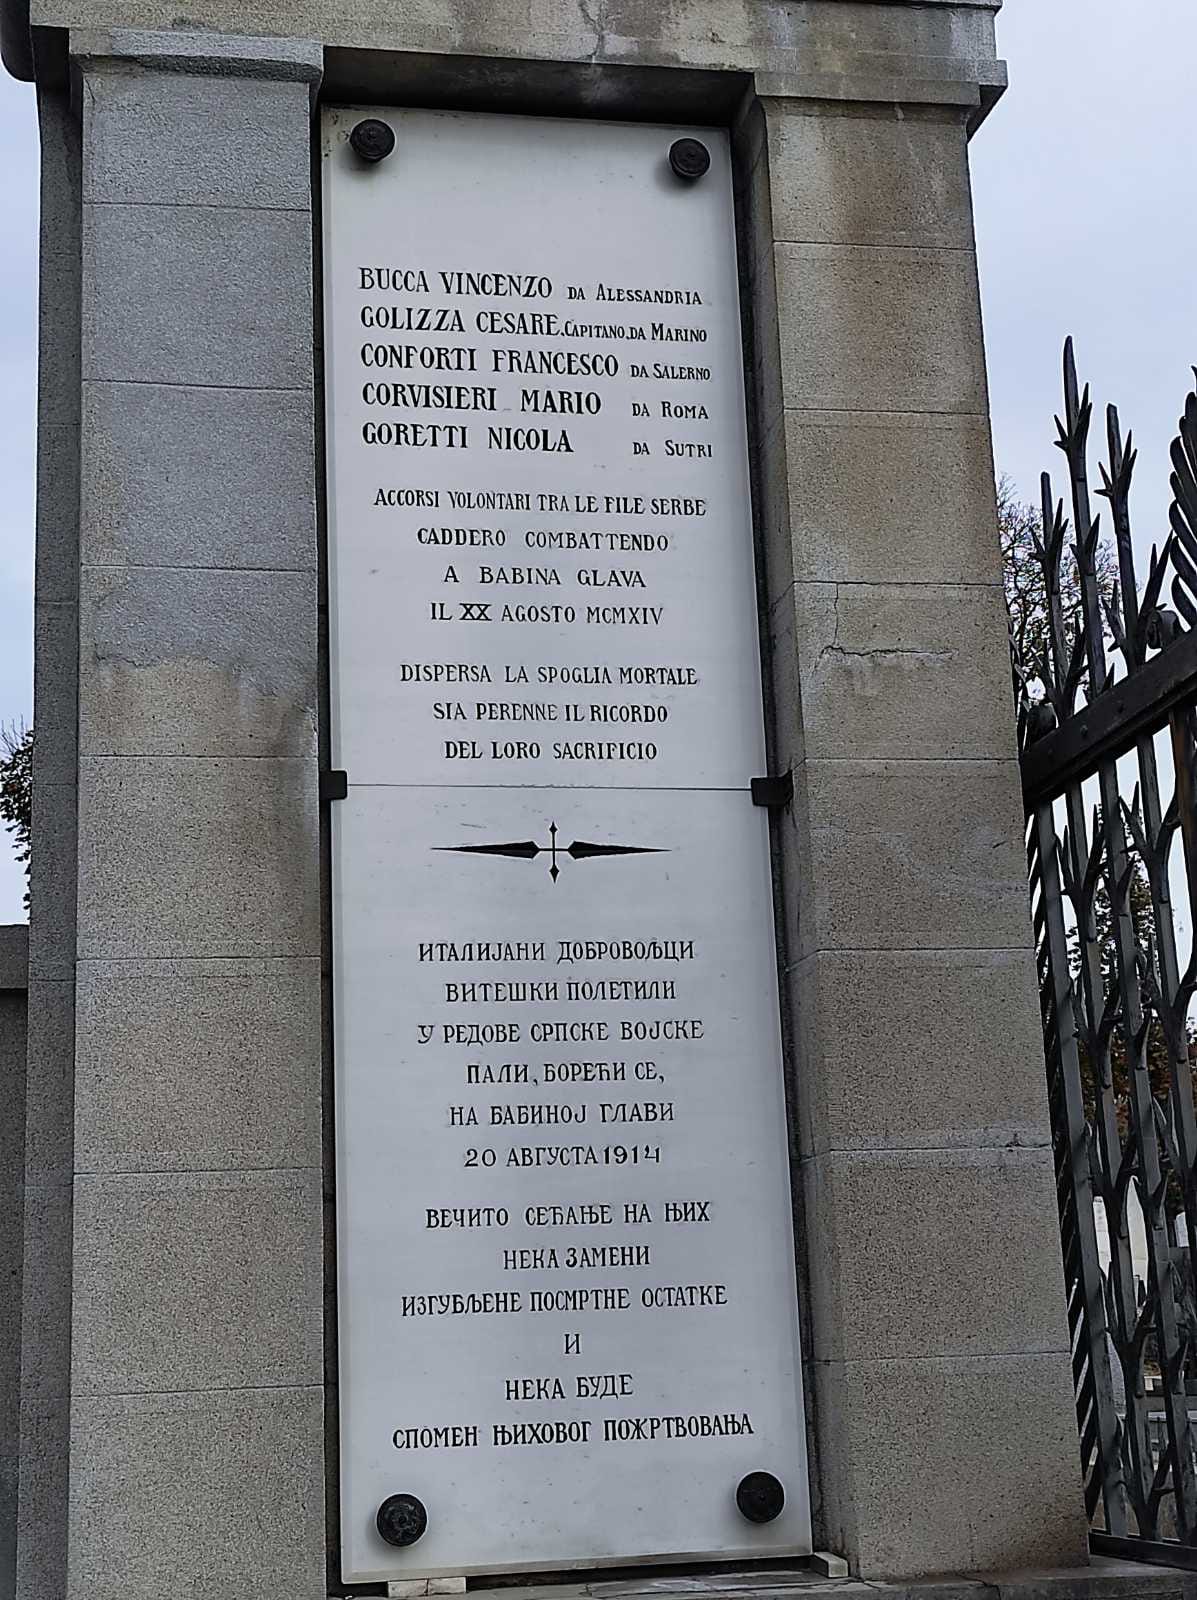 BUCCA VINCENZO DA ALESSANDRIA
GOLIZZA CESARE.CAPITANO.DA MARINO
CONFORTI FRANCESCO DA SALERNO
CORVISIERI MARIO DA ROMA
GORETTI NICOLA DA SUTRI
ACCORSI VOLONTARI TRA LE FILE SERBE
CADDERO COMBATTENDO
A BABINA GLAVA
IL XX AGOSTO MCMXIV
DISPERSA LA SPOGLIA MORTALE
SIA PERENNE IL RICORDO
DEL LORO SACRIFICIO
ИТАЛИЈАНИ ДОБРОВОЉЦИ
ВИТЕШКИ ПОЛЕТИЛИ
У РЕДОВЕ СРПСКЕ ВОЈСКЕ
ПАЛИ, БОРЕЋИ СЕ,
НА БАБИНОЈ ГЛАВИ
20 АВГУСТА 1914
ВЕЧИТО СЕЋАЊЕ НА ЊИХ
НЕКА ЗАМЕНИ
ИЗГУБЉЕНЕ ПОСМРТНЕ ОСТАТКЕ
И
НЕКА БУДЕ
СПОМЕН ЊИХОВОГ ПОЖРТВОВАЊА